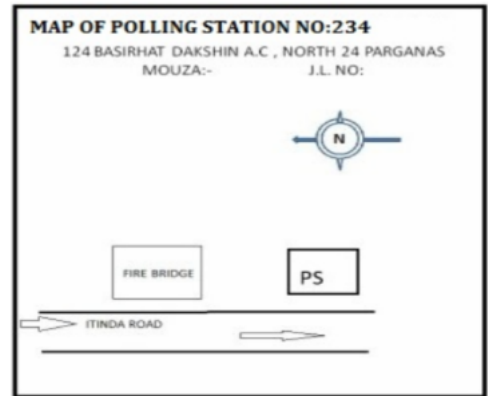 MAP OF POLLING STATION NO:234
124 BASIRHAT DAKSHIN A.C , NORTH 24 PARGANAS
MOUZA:- J.L. NO:
N
FIRE BRIDGE
PS
ITINDA ROAD